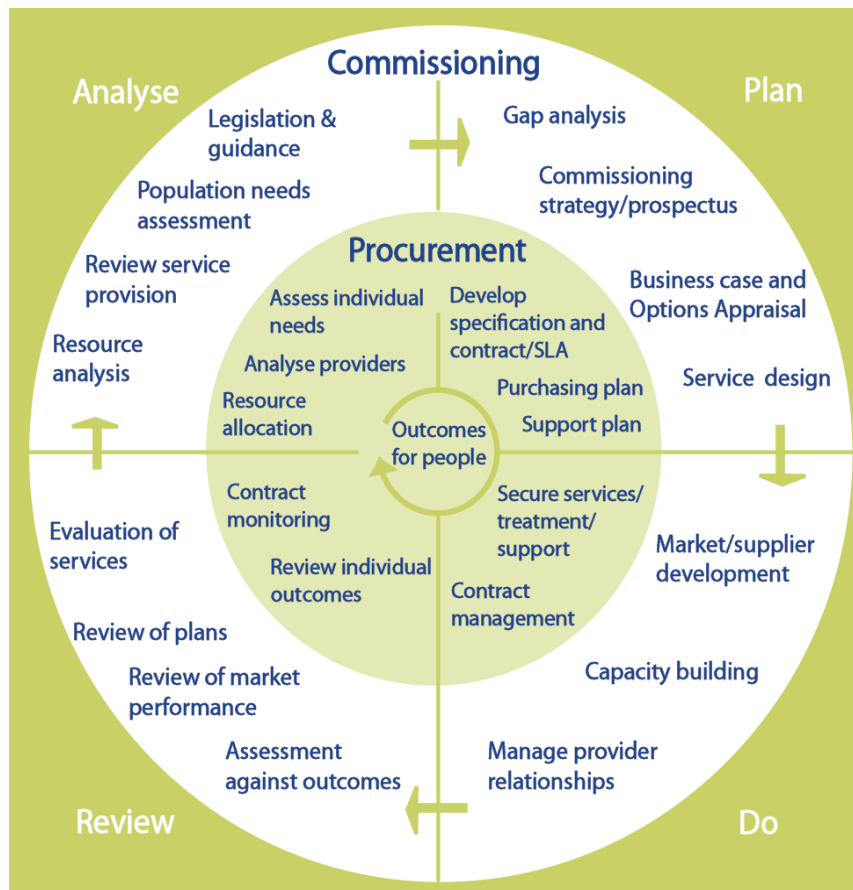 Commissioning
Analyse
Plan
Legislation &
guidance
Population needs
assessment
Review service
provision
Resource
analysis
Gap analysis
Commissioning
strategy/prospectus
Business case and
Options Appraisal
Service design
Procurement
Assess individual
needs
Analyse providers
Resource
allocation
Develop
specification and
contract/SLA
Purchasing plan
Support plan
Outcomes
for people
Contract
monitoring
Review individual
outcomes
Secure services/
treatment/
support
Contract
management
Evaluation of
services
Review of plans
Review of market
performance
Assessment
against outcomes
Market/supplier
development
Capacity building
Manage provider
relationships
Review
Do